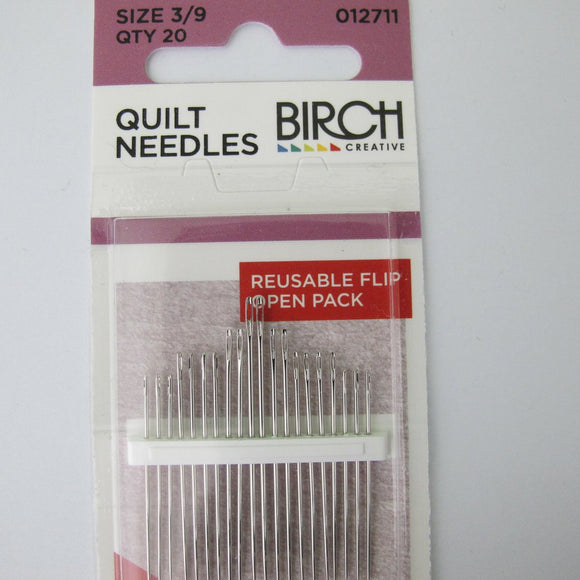 SIZE 3/9
QTY 20
012711
QUILT
NEEDLES
BIRCH
CREATIVE
REUSABLE FLIP
OPEN PACK